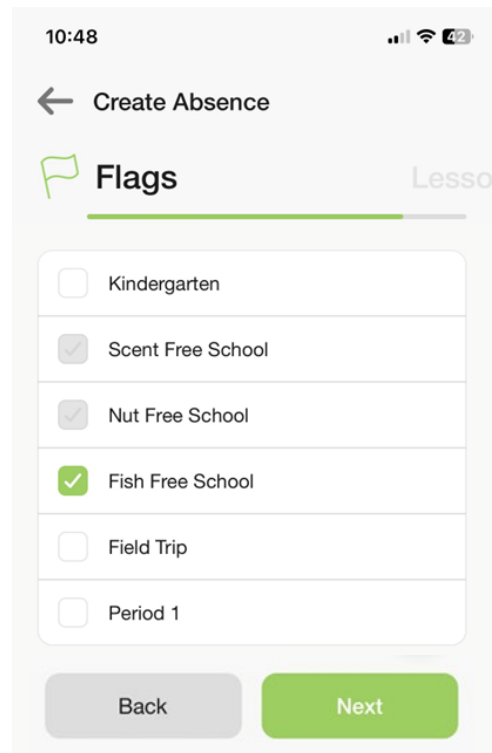 10:48
42
Create Absence
Flags
Lesso
Kindergarten
Scent Free School
Nut Free School
Fish Free School
Field Trip
Period 1
Back
Next